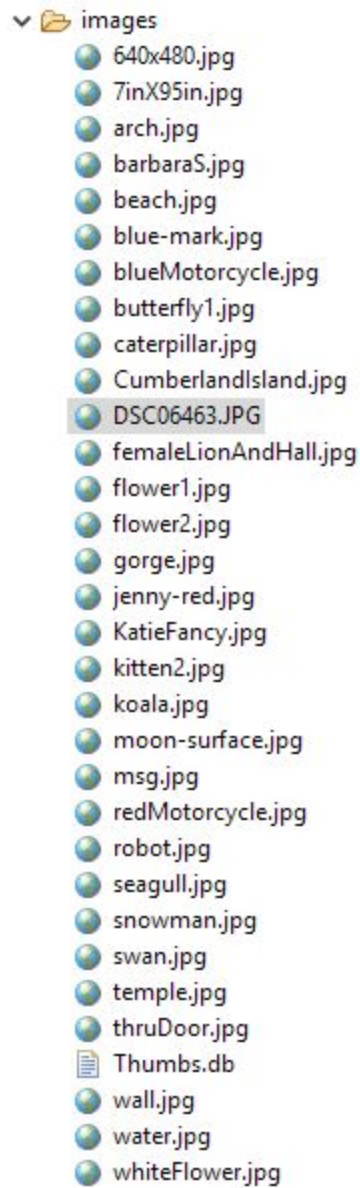 images
640x480.jpg
7inX95in.jpg
arch.jpg
barbaraS.jpg
beach.jpg
blue-mark.jpg
blueMotorcycle.jpg
butterfly1.jpg
caterpillar.jpg
CumberlandIsland.jpg
DSC06463.JPG
femaleLionAndHall.jpg
flower1.jpg
flower2.jpg
gorge.jpg
jenny-red.jpg
KatieFancy.jpg
kitten2.jpg
koala.jpg
moon-surface.jpg
msg.jpg
redMotorcycle.jpg
robot.jpg
seagull.jpg
snowman.jpg
swan.jpg
temple.jpg
thruDoor.jpg
Thumbs.db
wall.jpg
water.jpg
whiteFlower.jpg